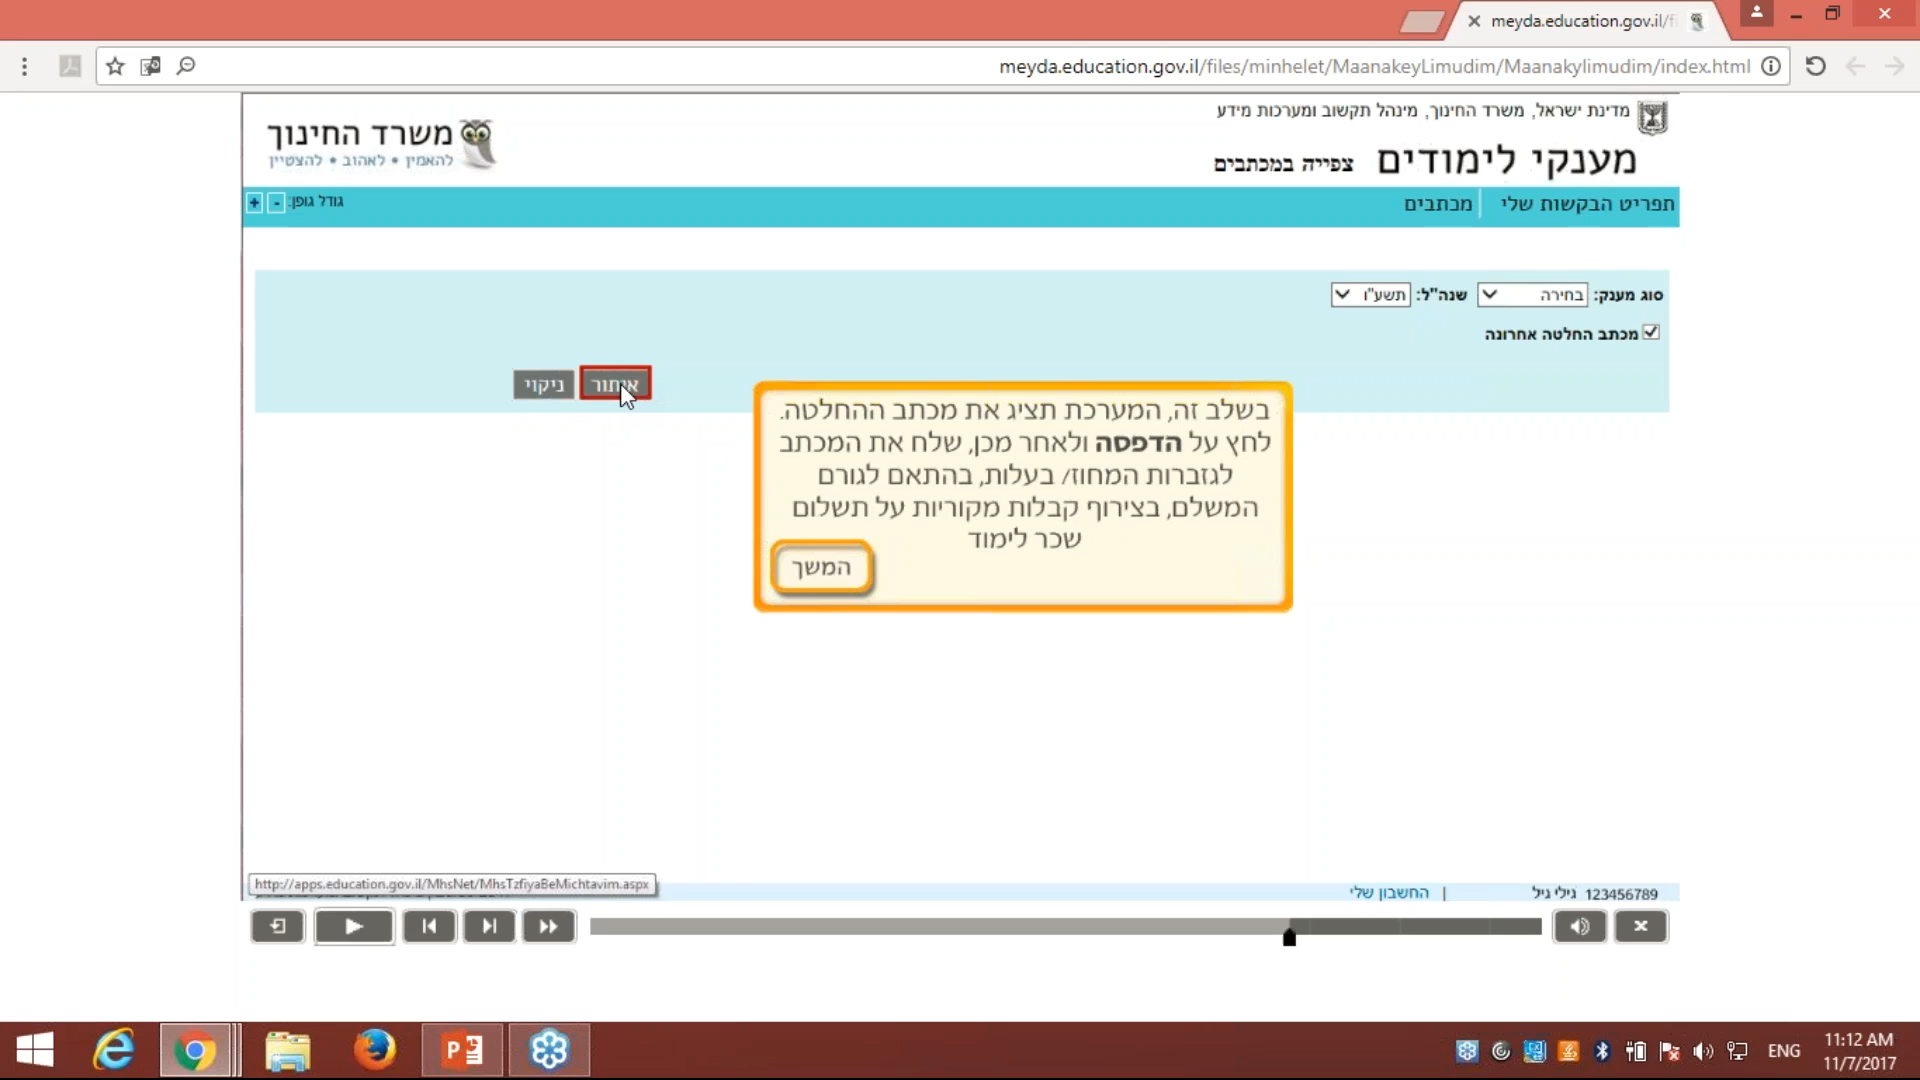 meyda.education.gov.il/fi
meyda.education.gov.il/files/minhelet/MaanakeyLimudim/Maanakylimudim/index.html
מדינת ישראל, משרד החינוך, מינהל תקשוב ומערכות מידע
מענקי לימודים צפייה במכתבים
משרד החינוך
להאמין • לאהוב • להצטיין
תפריט הבקשות שלי | מכתבים
גודל גופן: - +
סוג מענק: בחירה שנה"ל: תשע"ו
מכתב החלטה אחרונה
איתור ניקוי
בשלב זה, המערכת תציג את מכתב ההחלטה.
לחץ על הדפסה ולאחר מכן, שלח את המכתב
לגזברות המחוז/ בעלות, בהתאם לגורם
המשלם, בצירוף קבלות מקוריות על תשלום
שכר לימוד
המשך
http://apps.education.gov.il/MhsNet/MhsTzfiyaBeMichtavim.aspx
123456789 גילי גיל | החשבון שלי
ENG
11:12 AM
11/7/2017